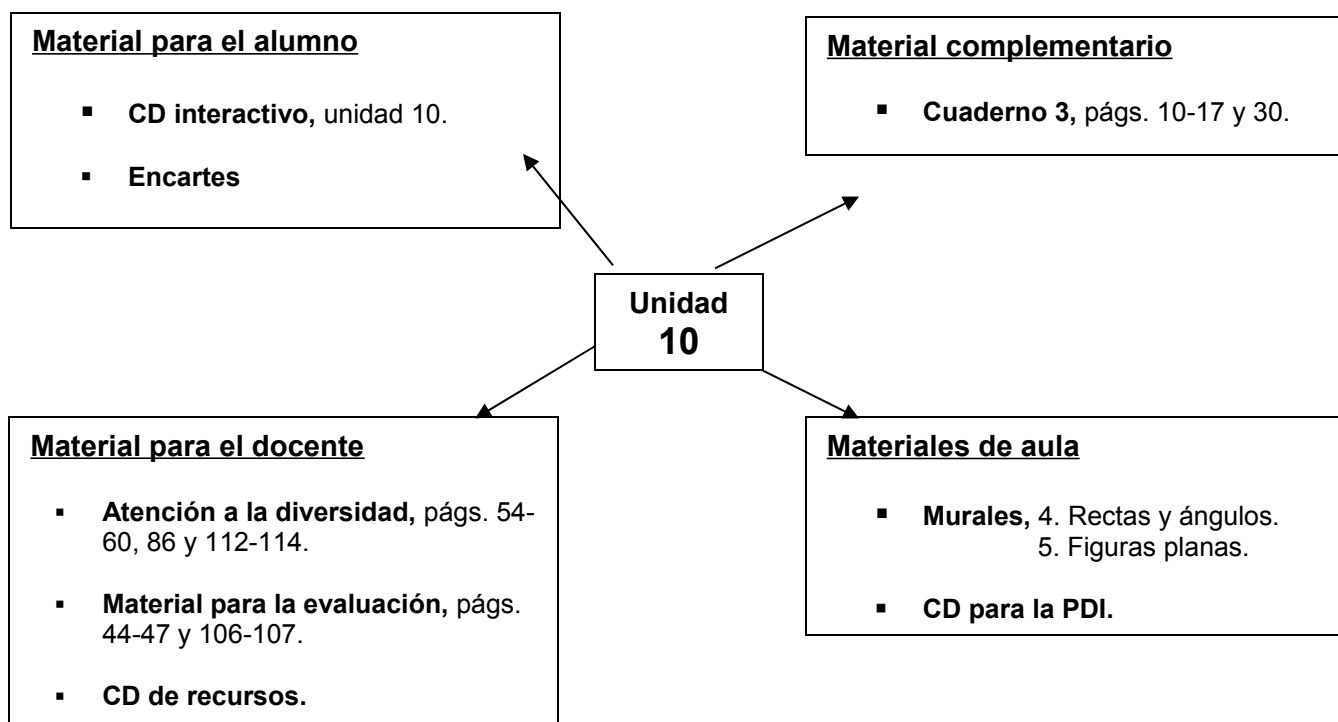 Material para el alumno
▪ CD interactivo, unidad 10.
▪ Encartes
Material complementario
▪ Cuaderno 3, págs. 10-17 y 30.
Unidad
10
Material para el docente
▪ Atención a la diversidad, págs. 54-
60, 86 y 112-114.
▪ Material para la evaluación, págs.
44-47 y 106-107.
▪ CD de recursos.
Materiales de aula
▪ Murales, 4. Rectas y ángulos.
5. Figuras planas.
▪ CD para la PDI.